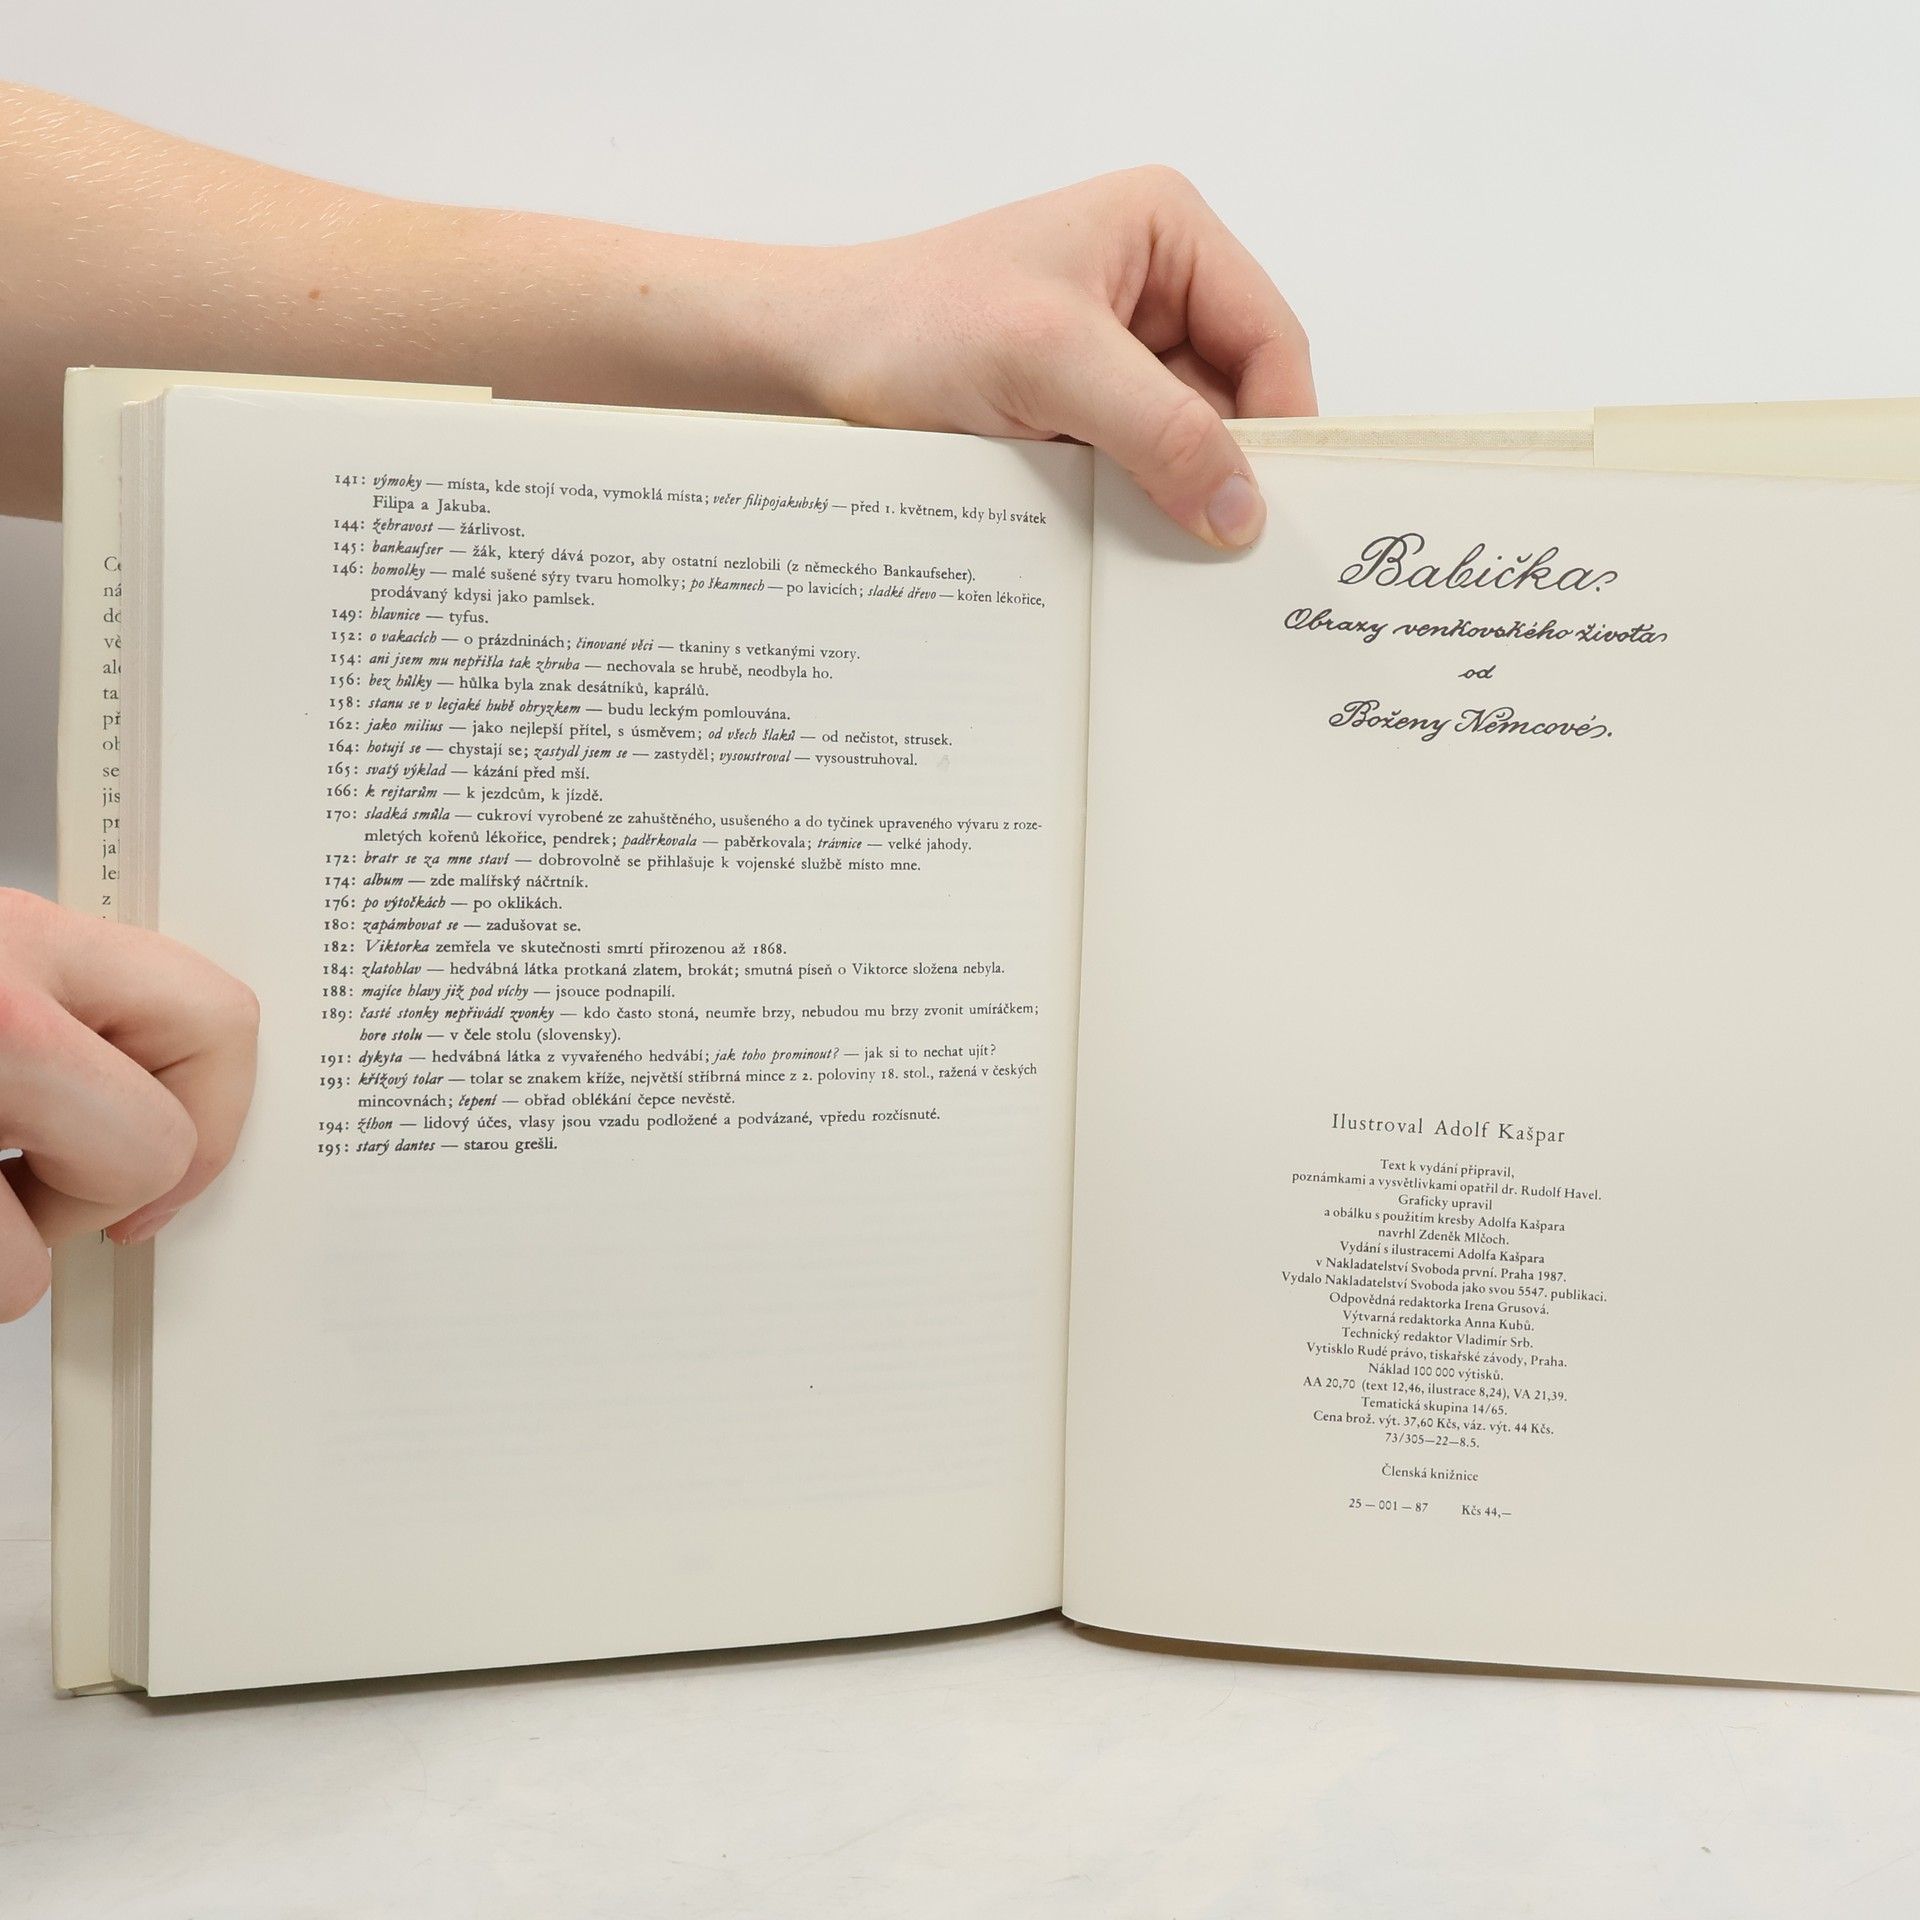 141: výmoky — místa, kde stojí voda, vymoklá místa; večer filipojakubský — před 1. květnem, kdy byl svátek
Filipa a Jakuba.
144: žehravost — žárlivost.
145: bankaufser — žák, který dává pozor, aby ostatní nezlobili (z německého Bankaufseher).
146: homolky — malé sušené sýry tvaru homolky; po škamnech — po lavicích; sladké dřevo — kořen lékořice,
prodávaný kdysi jako pamlsek.
149: hlavnice — tyfus.
152: o vakacích — o prázdninách; činované věci — tkaniny s vetkanými vzory.
154: ani jsem mu nepřišla tak zhruba — nechovala se hrubě, neodbyla ho.
156: bez hůlky — hůlka byla znak desátníků, kaprálů.
158: stanu se v lecjaké hubě ohryzkem — budu leckým pomlouvána.
162: jako milius — jako nejlepší přítel, s úsměvem; od všech šlaků — od nečistot, strusek.
164: hotují se — chystají se; zastydl jsem se — zastyděl; vysoustroval — vysoustruhoval.
165: svatý výklad — kázání před mší.
166: k rejtarům — k jezdcům, k jízdě.
170: sladká smůla — cukroví vyrobené ze zahuštěného, usušeného a do tyčinek upraveného vývaru z roze-
mletých kořenů lékořice, pendrek; paděrkovala — paběrkovala; trávnice — velké jahody.
172: bratr se za mne staví — dobrovolně se přihlašuje k vojenské službě místo mne.
174: album — zde malířský náčrtník.
176: po výtočkách — po oklikách.
180: zapámbovat se — zadušovat se.
182: Viktorka zemřela ve skutečnosti smrtí přirozenou až 1868.
184: zlatohlav — hedvábná látka protkaná zlatem, brokát; smutná píseň o Viktorce složena nebyla.
188: majíce hlavy již pod víchy — jsouce podnapilí.
189: časté stonky nepřivádí zvonky — kdo často stoná, neumře brzy, nebudou mu brzy zvonit umíráčkem;
hore stolu — v čele stolu (slovensky).
191: dykyta — hedvábná látka z vyvařeného hedvábí; jak toho prominout? — jak si to nechat ujít?
193: křížový tolar — tolar se znakem kříže, největší stříbrná mince z 2. poloviny 18. stol., ražená v českých
mincovnách; čepení — obřad oblékání čepce nevěstě.
194: žíhon — lidový účes, vlasy jsou vzadu podložené a podvázané, vpředu rozčísnuté.
195: starý dantes — starou grešli.
Babička.
Obrazy venkovského života
od
Boženy Němcové.
Ilustroval Adolf Kašpar
Text k vydání připravil,
poznámkami a vysvětlivkami opatřil dr. Rudolf Havel.
Graficky upravil
a obálku s použitím kresby Adolfa Kašpara
navrhl Zdeněk Mlčoch.
Vydání s ilustracemi Adolfa Kašpara
v Nakladatelství Svoboda první. Praha 1987.
Vydalo Nakladatelství Svoboda jako svou 5547. publikaci.
Odpovědná redaktorka Irena Grusová.
Výtvarná redaktorka Anna Kubů.
Technický redaktor Vladimír Srb.
Vytisklo Rudé právo, tiskařské závody, Praha.
Náklad 100 000 výtisků.
AA 20,70 (text 12,46, ilustrace 8,24), VA 21,39.
Tematická skupina 14/65.
Cena brož. výt. 37,60 Kčs, váz. výt. 44 Kčs.
73/305—22—8.5.
Členská knižnice
25 — 001 — 87 Kčs 44,—